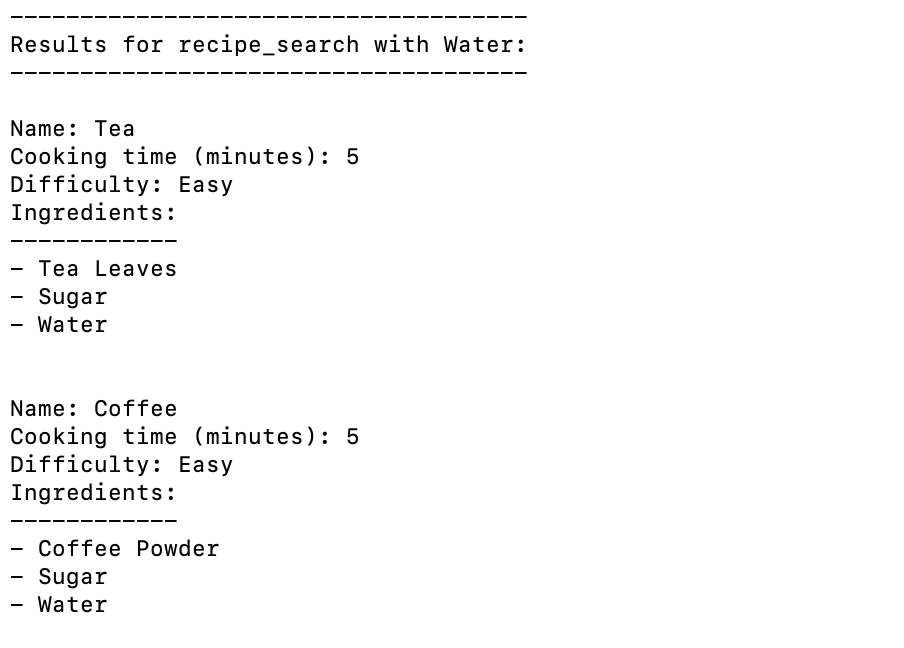 -------------------------------------
Results for recipe_search with Water:
-------------------------------------
Name: Tea
Cooking time (minutes): 5
Difficulty: Easy
Ingredients:
------------
- Tea Leaves
- Sugar
- Water
Name: Coffee
Cooking time (minutes): 5
Difficulty: Easy
Ingredients:
------------
- Coffee Powder
- Sugar
- Water